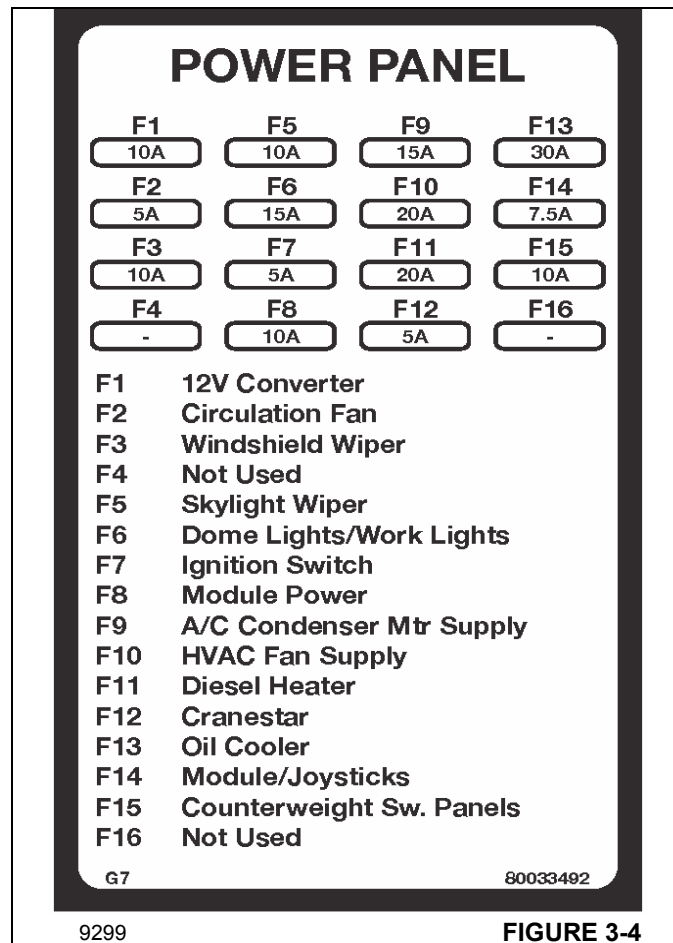 POWER PANEL
F1 F5 F9 F13
10A 10A 15A 30A
F2 F6 F10 F14
5A 15A 20A 7.5A
F3 F7 F11 F15
10A 5A 20A 10A
F4 F8 F12 F16
- 10A 5A -
F1 12V Converter
F2 Circulation Fan
F3 Windshield Wiper
F4 Not Used
F5 Skylight Wiper
F6 Dome Lights/Work Lights
F7 Ignition Switch
F8 Module Power
F9 A/C Condenser Mtr Supply
F10 HVAC Fan Supply
F11 Diesel Heater
F12 Cranestar
F13 Oil Cooler
F14 Module/Joysticks
F15 Counterweight Sw. Panels
F16 Not Used
G7 80033492
9299 FIGURE 3-4